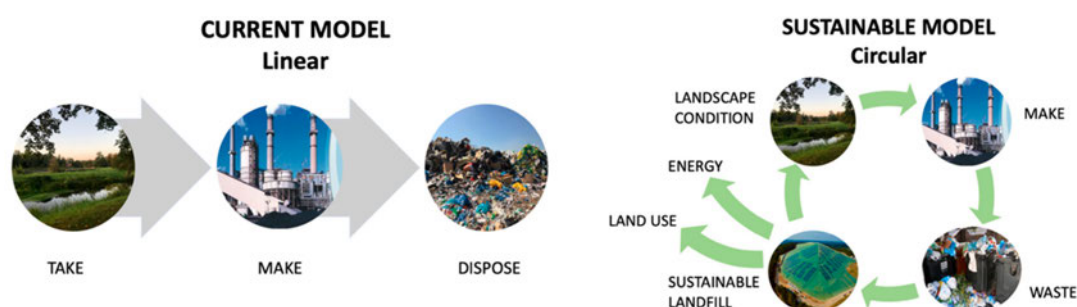 CURRENT MODEL
Linear
TAKE
MAKE
DISPOSE
SUSTAINABLE MODEL
Circular
LANDSCAPE
CONDITION
MAKE
ENERGY
LAND USE
SUSTAINABLE
LANDFILL
WASTE